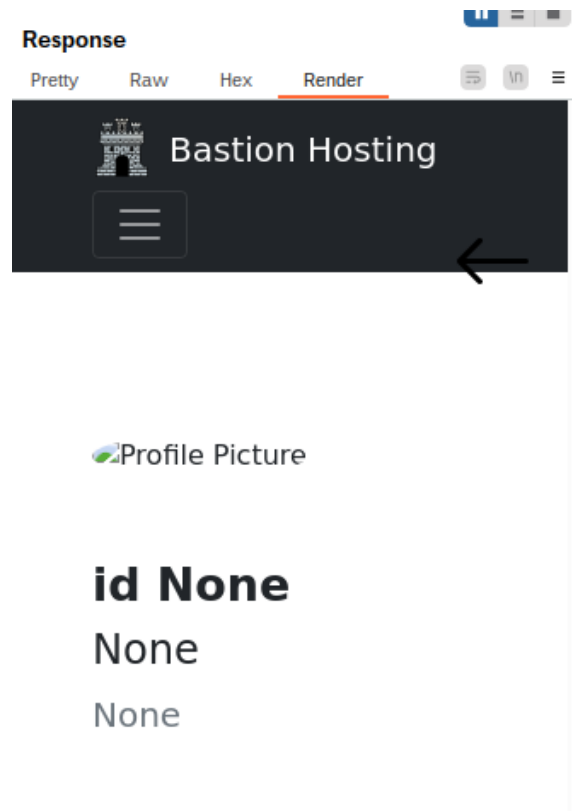 Response
Pretty Raw Hex Render \n
Bastion Hosting
Profile Picture
id None
None
None